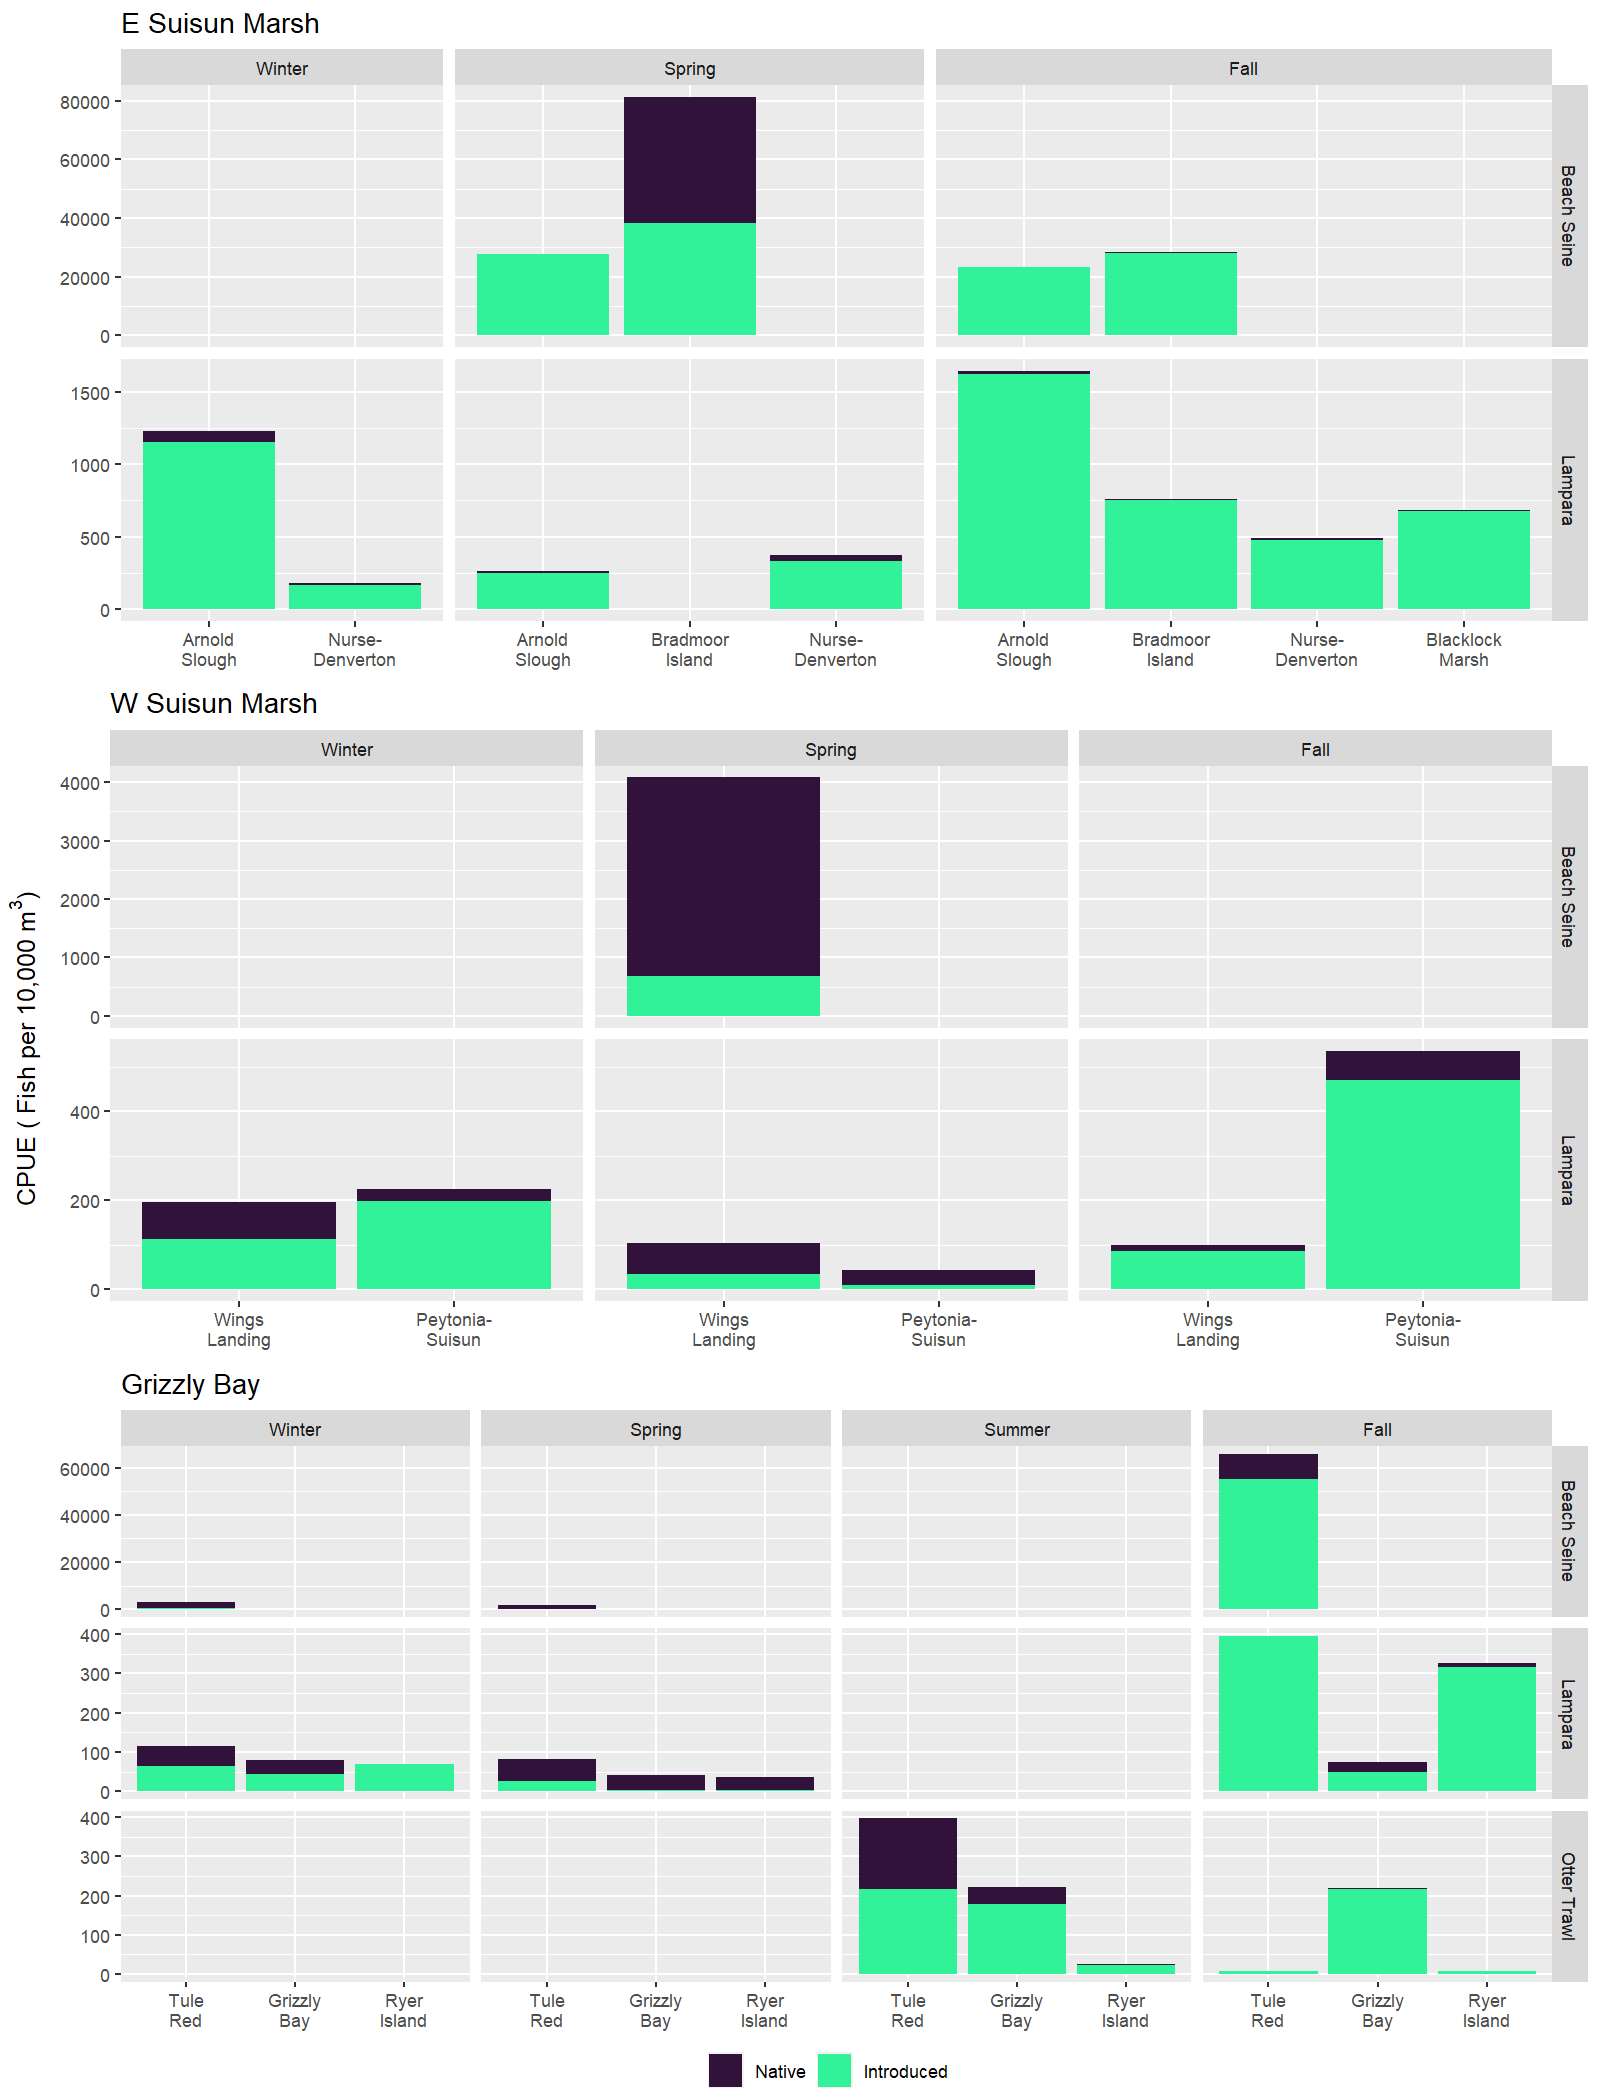 E Suisun Marsh
Winter
Spring
Fall
80000
60000
40000
20000
0
Beach Seine
1500
1000
500
0
Lampara
Arnold
Slough
Nurse-
Denverton
Arnold
Slough
Bradmoor
Island
Nurse-
Denverton
Arnold
Slough
Bradmoor
Island
Nurse-
Denverton
Blacklock
Marsh
W Suisun Marsh
Winter
Spring
Fall
4000
3000
2000
1000
0
Beach Seine
CPUE ( Fish per 10,000 m³)
400
200
0
Lampara
Wings
Landing
Peytonia-
Suisun
Wings
Landing
Peytonia-
Suisun
Wings
Landing
Peytonia-
Suisun
Grizzly Bay
Winter
Spring
Summer
Fall
60000
40000
20000
0
Beach Seine
400
300
200
100
0
Lampara
400
300
200
100
0
Otter Trawl
Tule
Red
Grizzly
Bay
Ryer
Island
Tule
Red
Grizzly
Bay
Ryer
Island
Tule
Red
Grizzly
Bay
Ryer
Island
Tule
Red
Grizzly
Bay
Ryer
Island
Native
Introduced